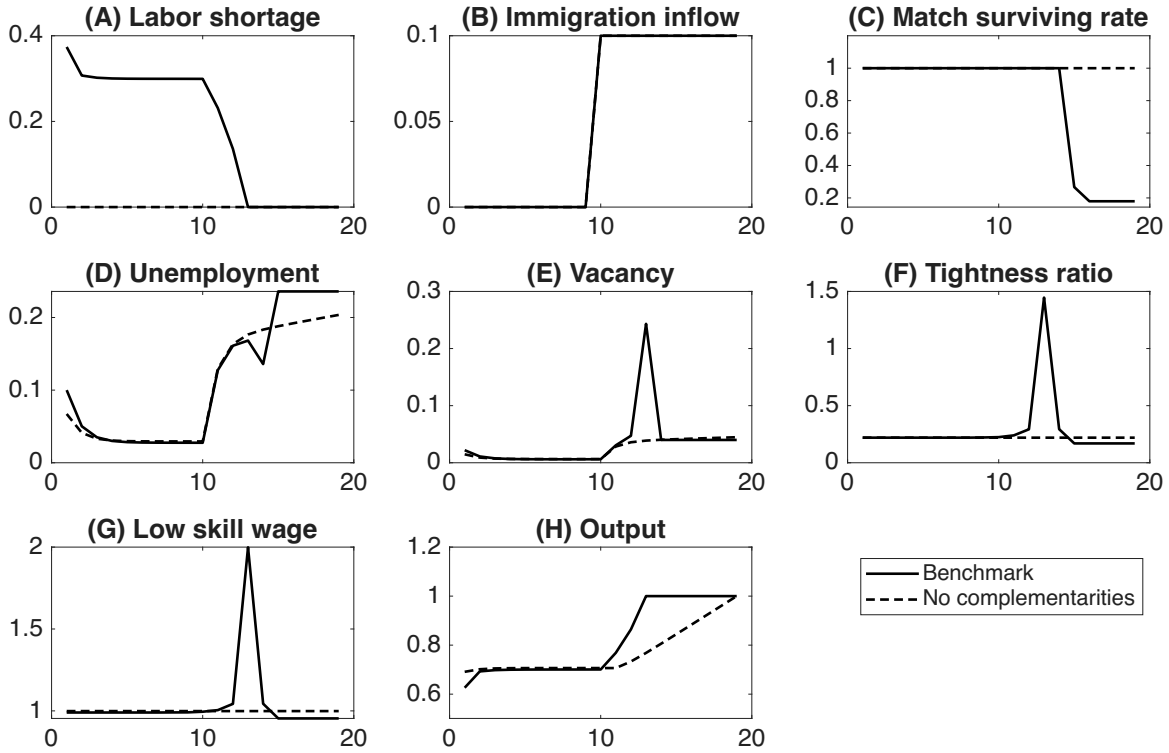 (A) Labor shortage
0.4
0.2
0
0 10 20
(B) Immigration inflow
0.1
0.05
0
0 10 20
(C) Match surviving rate
1
0.8
0.6
0.4
0.2
0 10 20
(D) Unemployment
0.2
0.1
0
0 10 20
(E) Vacancy
0.3
0.2
0.1
0
0 10 20
(F) Tightness ratio
1.5
1
0.5
0
0 10 20
(G) Low skill wage
2
1.5
1
0 10 20
(H) Output
1.2
1
0.8
0.6
0 10 20
Benchmark
No complementarities